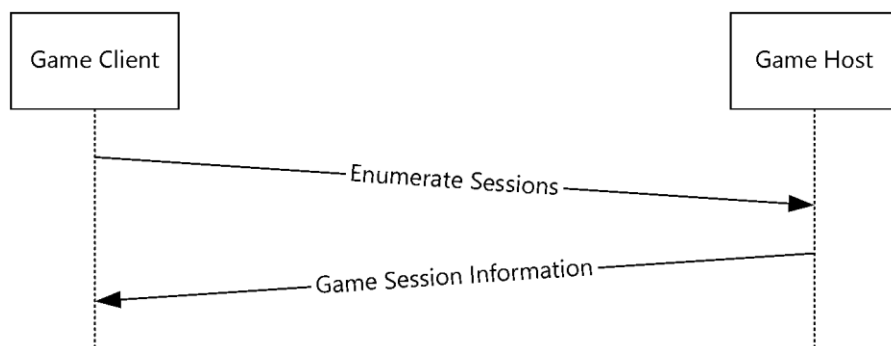 Game Client
Game Host
Enumerate Sessions
Game Session Information